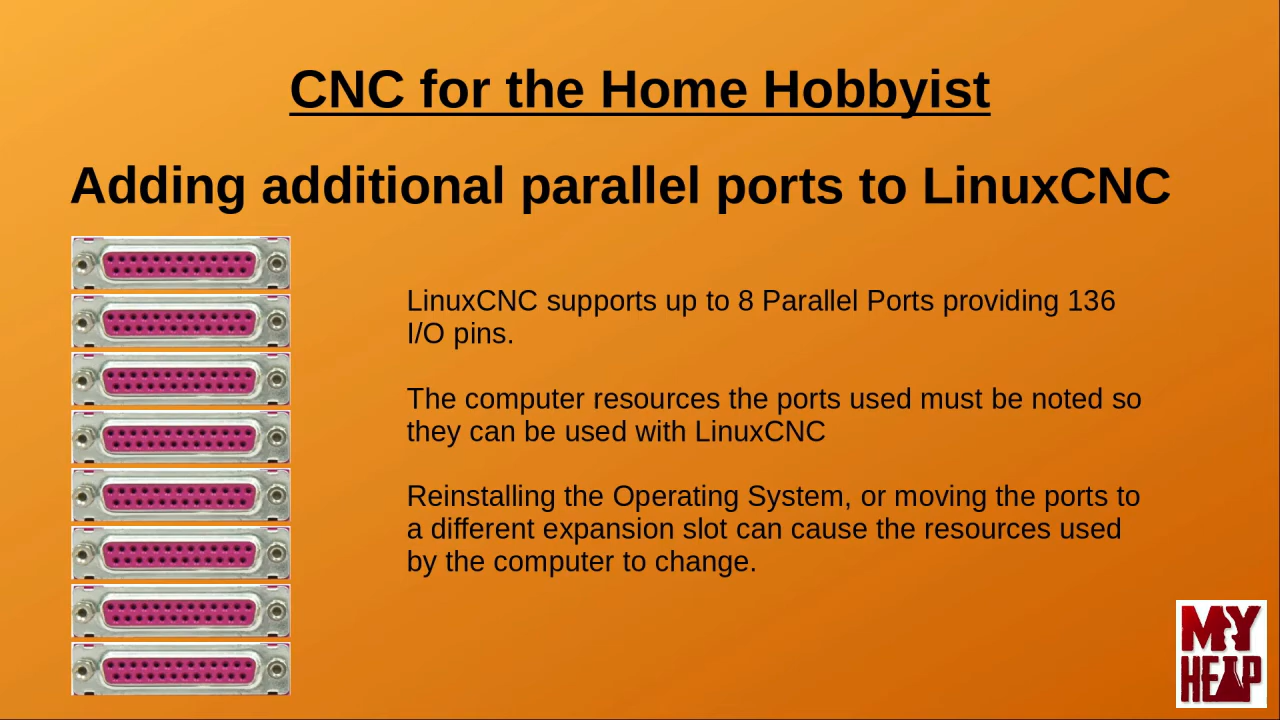 CNC for the Home Hobbyist
Adding additional parallel ports to LinuxCNC
LinuxCNC supports up to 8 Parallel Ports providing 136
I/O pins.
The computer resources the ports used must be noted so
they can be used with LinuxCNC
Reinstalling the Operating System, or moving the ports to
a different expansion slot can cause the resources used
by the computer to change.
MY
HEAP